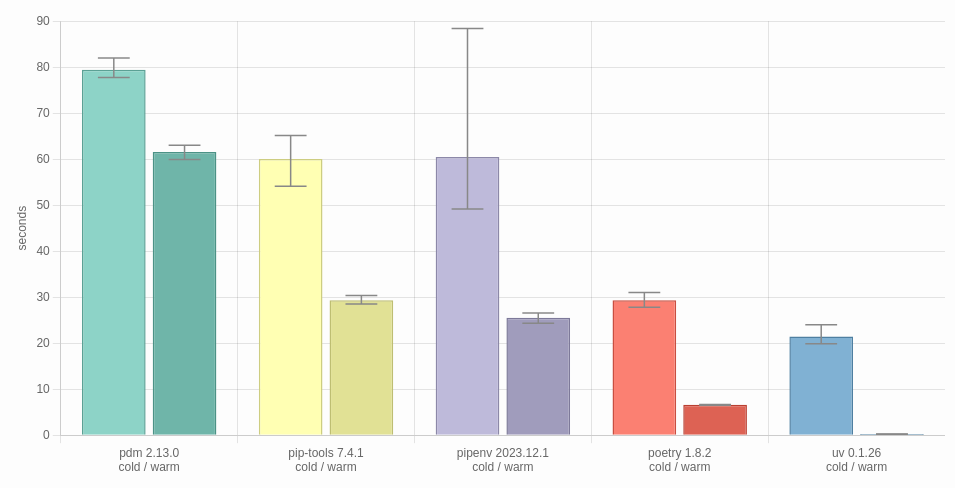 90
80
70
60
50
40
30
20
10
0
seconds
pdm 2.13.0
cold / warm
pip-tools 7.4.1
cold / warm
pipenv 2023.12.1
cold / warm
poetry 1.8.2
cold / warm
uv 0.1.26
cold / warm